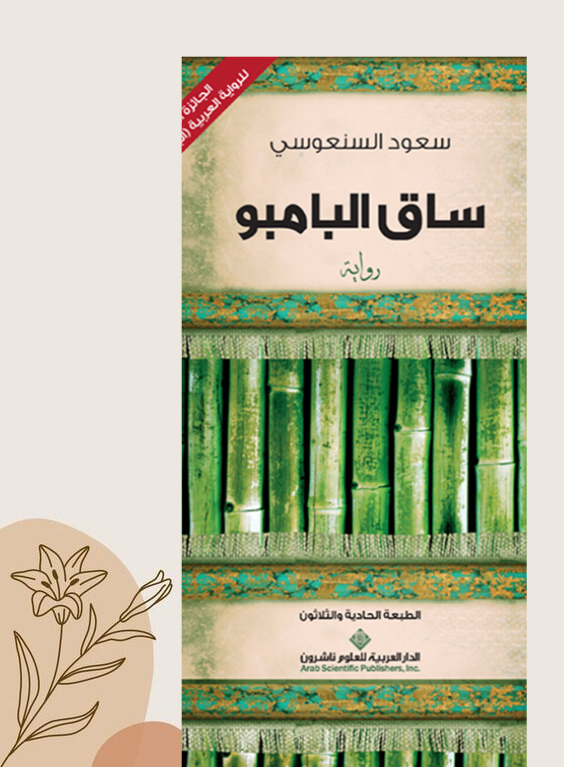 الجائزة
للرواية العربية
سعود السنعوسي
ساق البامبو
رواية
الطبعة الحادية والثلاثون
الدار العربية للعلوم ناشرون
Arab Scientific Publishers, Inc.